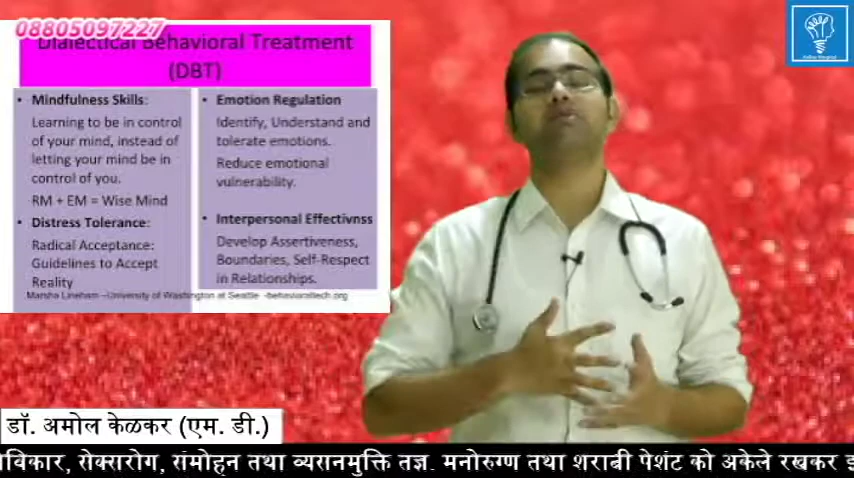 08805097227
Dialectical Behavioral Treatment
(DBT)
• Mindfulness Skills:
Learning to be in control
of your mind, instead of
letting your mind be in
control of you.
RM + EM = Wise Mind
• Distress Tolerance:
Radical Acceptance:
Guidelines to Accept
Reality
• Emotion Regulation
Identify, Understand and
tolerate emotions.
Reduce emotional
vulnerability.
• Interpersonal Effectivnss
Develop Assertiveness,
Boundaries, Self-Respect
in Relationships.
Marsha Lineham –University of Washington at Seattle -behavioraltech.org
डॉ. अमोल केळकर (एम. डी.)
विकार, रोक्सारोग, संमोहन तथा व्यरानमुक्ति तज्ञ. मनोरुग्ण तथा शराबी पेशंट को अकेले रखकर